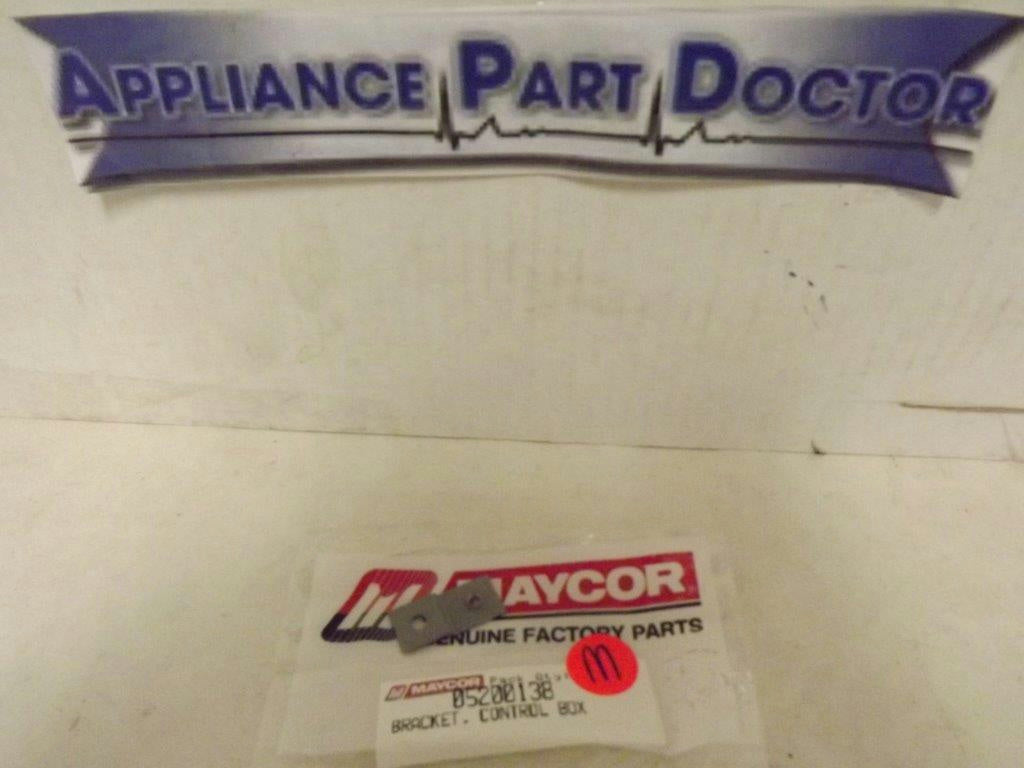 APPLIANCE PART DOCTOR
MAYCOR
GENUINE FACTORY PARTS
m
MAYCOR
05200138
BRACKET, CONTROL BOX